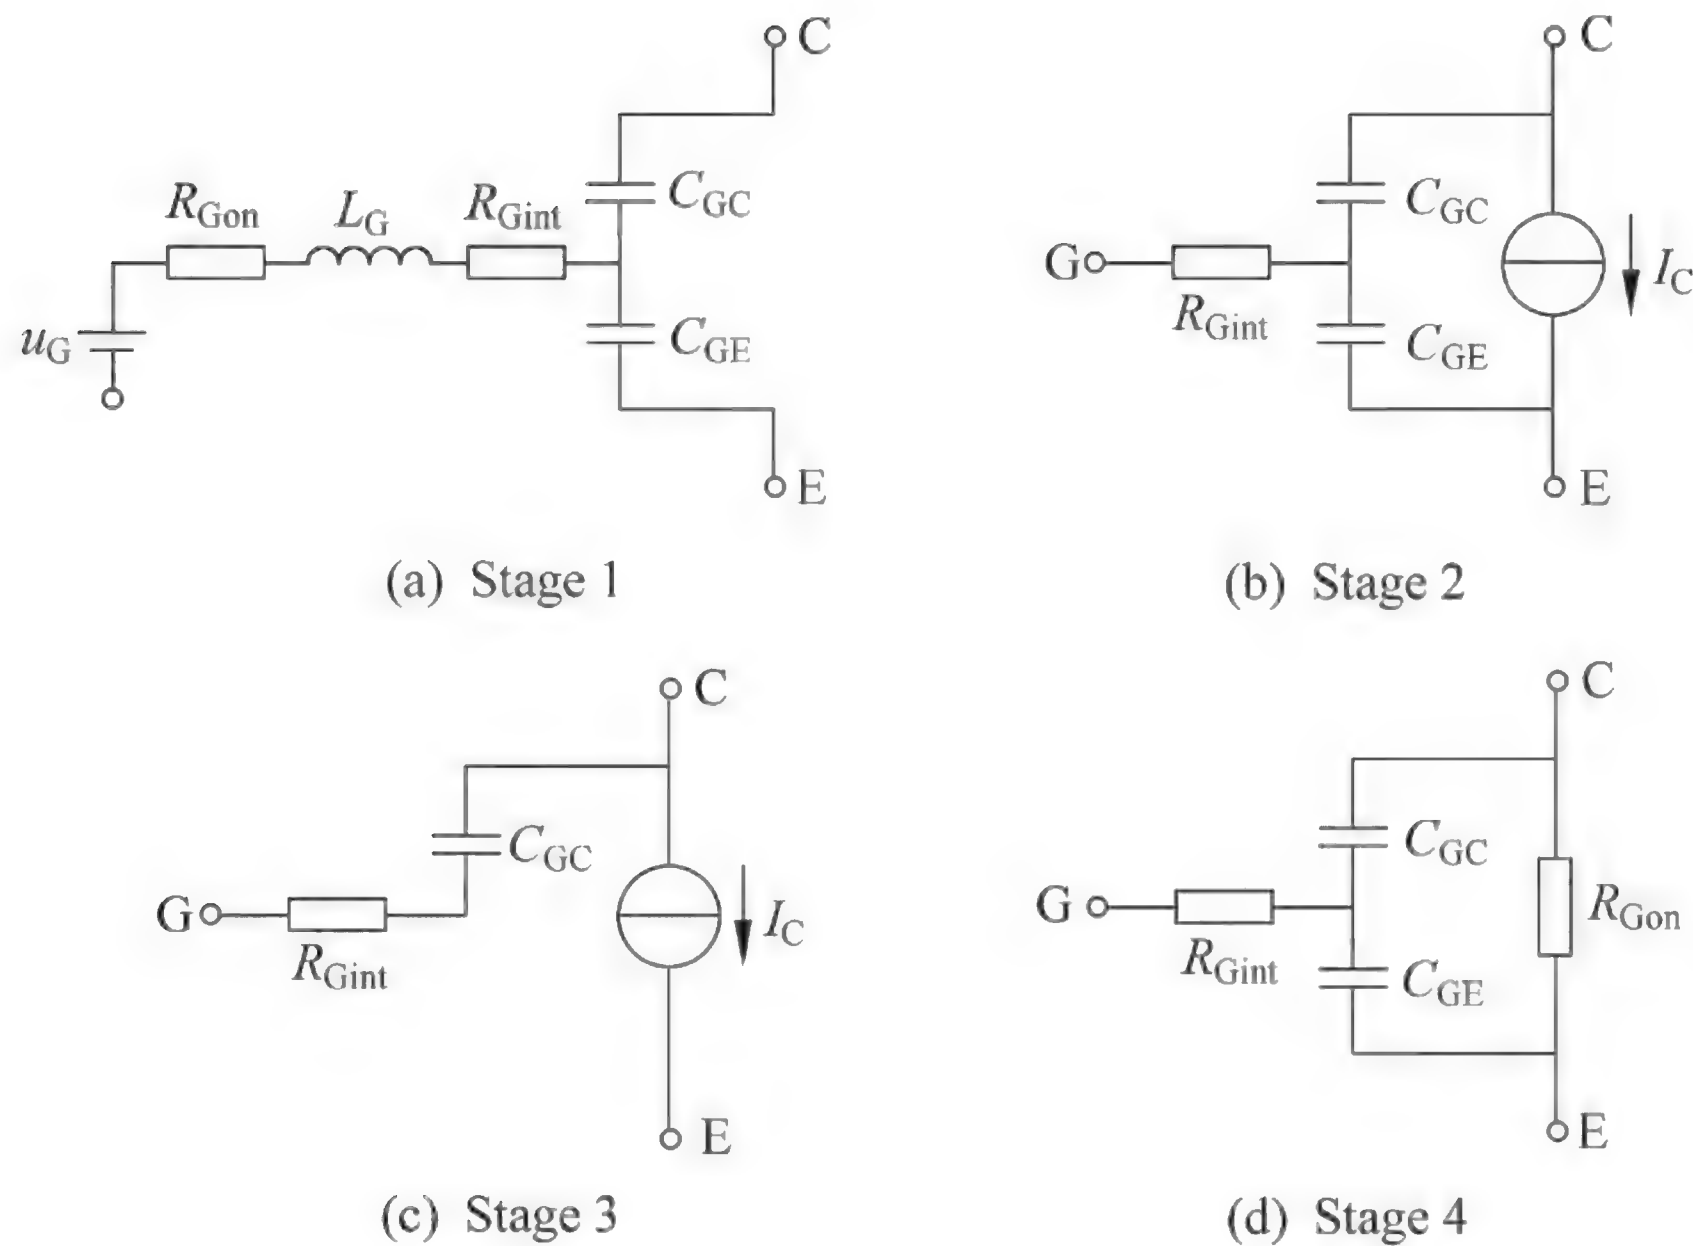 C
R_Gon L_G R_Gint C_GC
u_G C_GE
E
(a) Stage 1
C
C_GC
G I_C
R_Gint C_GE
E
(b) Stage 2
C
C_GC
G I_C
R_Gint
E
(c) Stage 3
C
C_GC
G R_Gon
R_Gint C_GE
E
(d) Stage 4